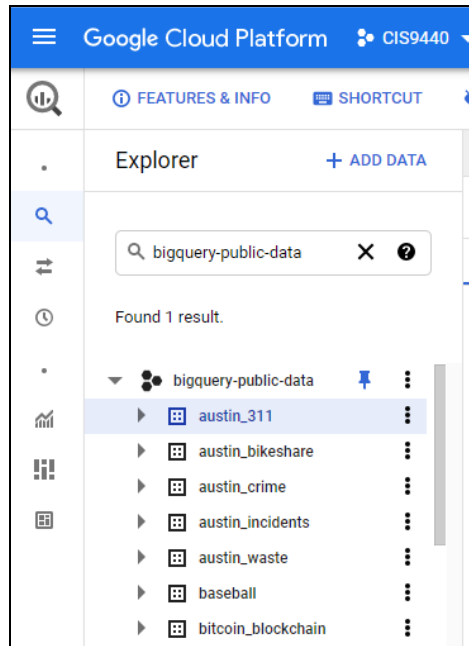 Google Cloud Platform CIS9440
FEATURES & INFO SHORTCUT
Explorer + ADD DATA
bigquery-public-data
Found 1 result.
bigquery-public-data
austin_311
austin_bikeshare
austin_crime
austin_incidents
austin_waste
baseball
bitcoin_blockchain